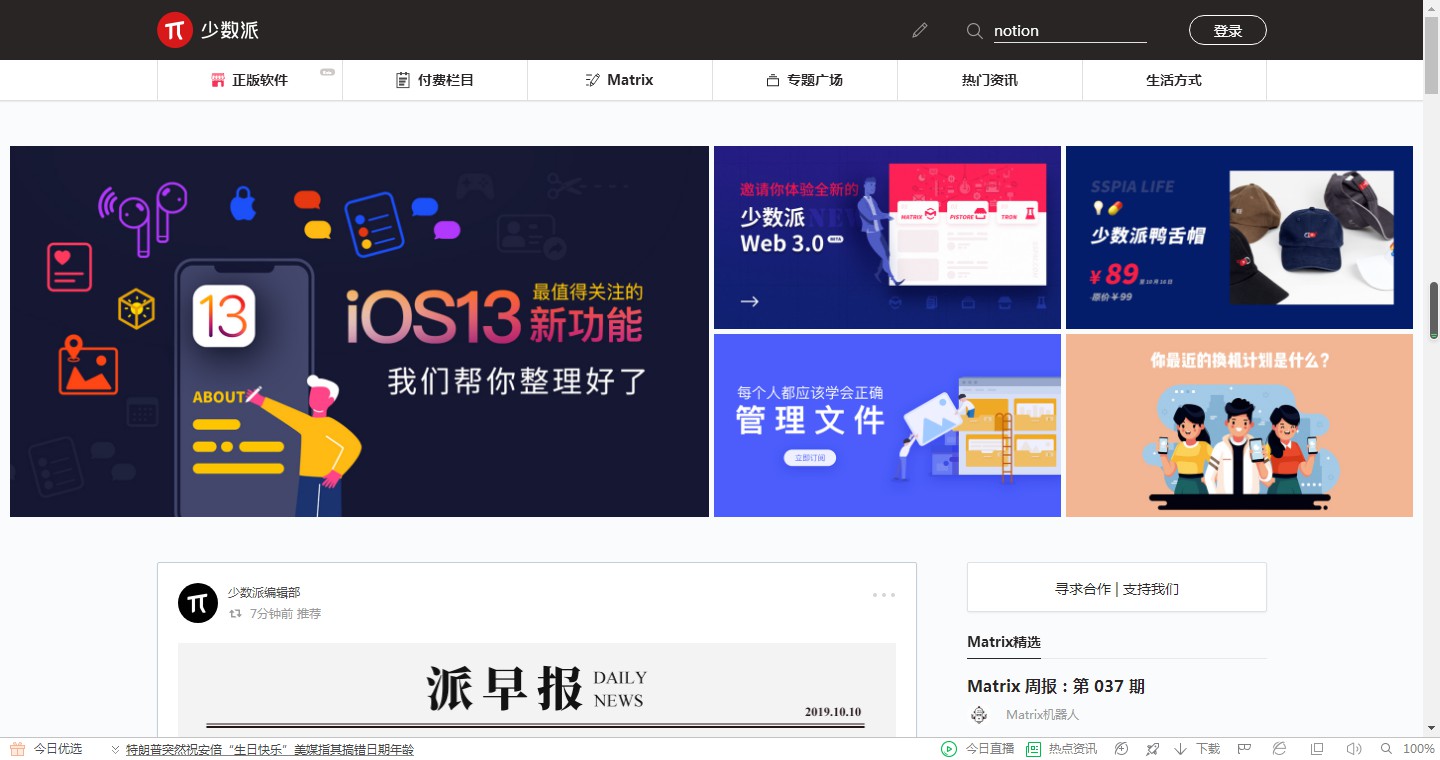 少数派
notion
登录
正版软件
付费栏目
Matrix
专题广场
热门资讯
生活方式
13
iOS13
最值得关注的
新功能
我们帮你整理好了
ABOUT
邀请你体验全新的
少数派
Web 3.0 BETA
MATRIX
PISTORE
TRON
SSPIA LIFE
少数派鸭舌帽
¥ 89
原价 ¥ 99
每个人都应该学会正确
管理文件
立即订阅
你最近的换机计划是什么?
少数派编辑部
7分钟前 推荐
派早报
DAILY
NEWS
2019.10.10
寻求合作 | 支持我们
Matrix精选
Matrix 周报：第 037 期
Matrix机器人
今日优选
特朗普突然祝安倍“生日快乐”美媒指其搞错日期年龄
今日直播
热点资讯
下载
100%